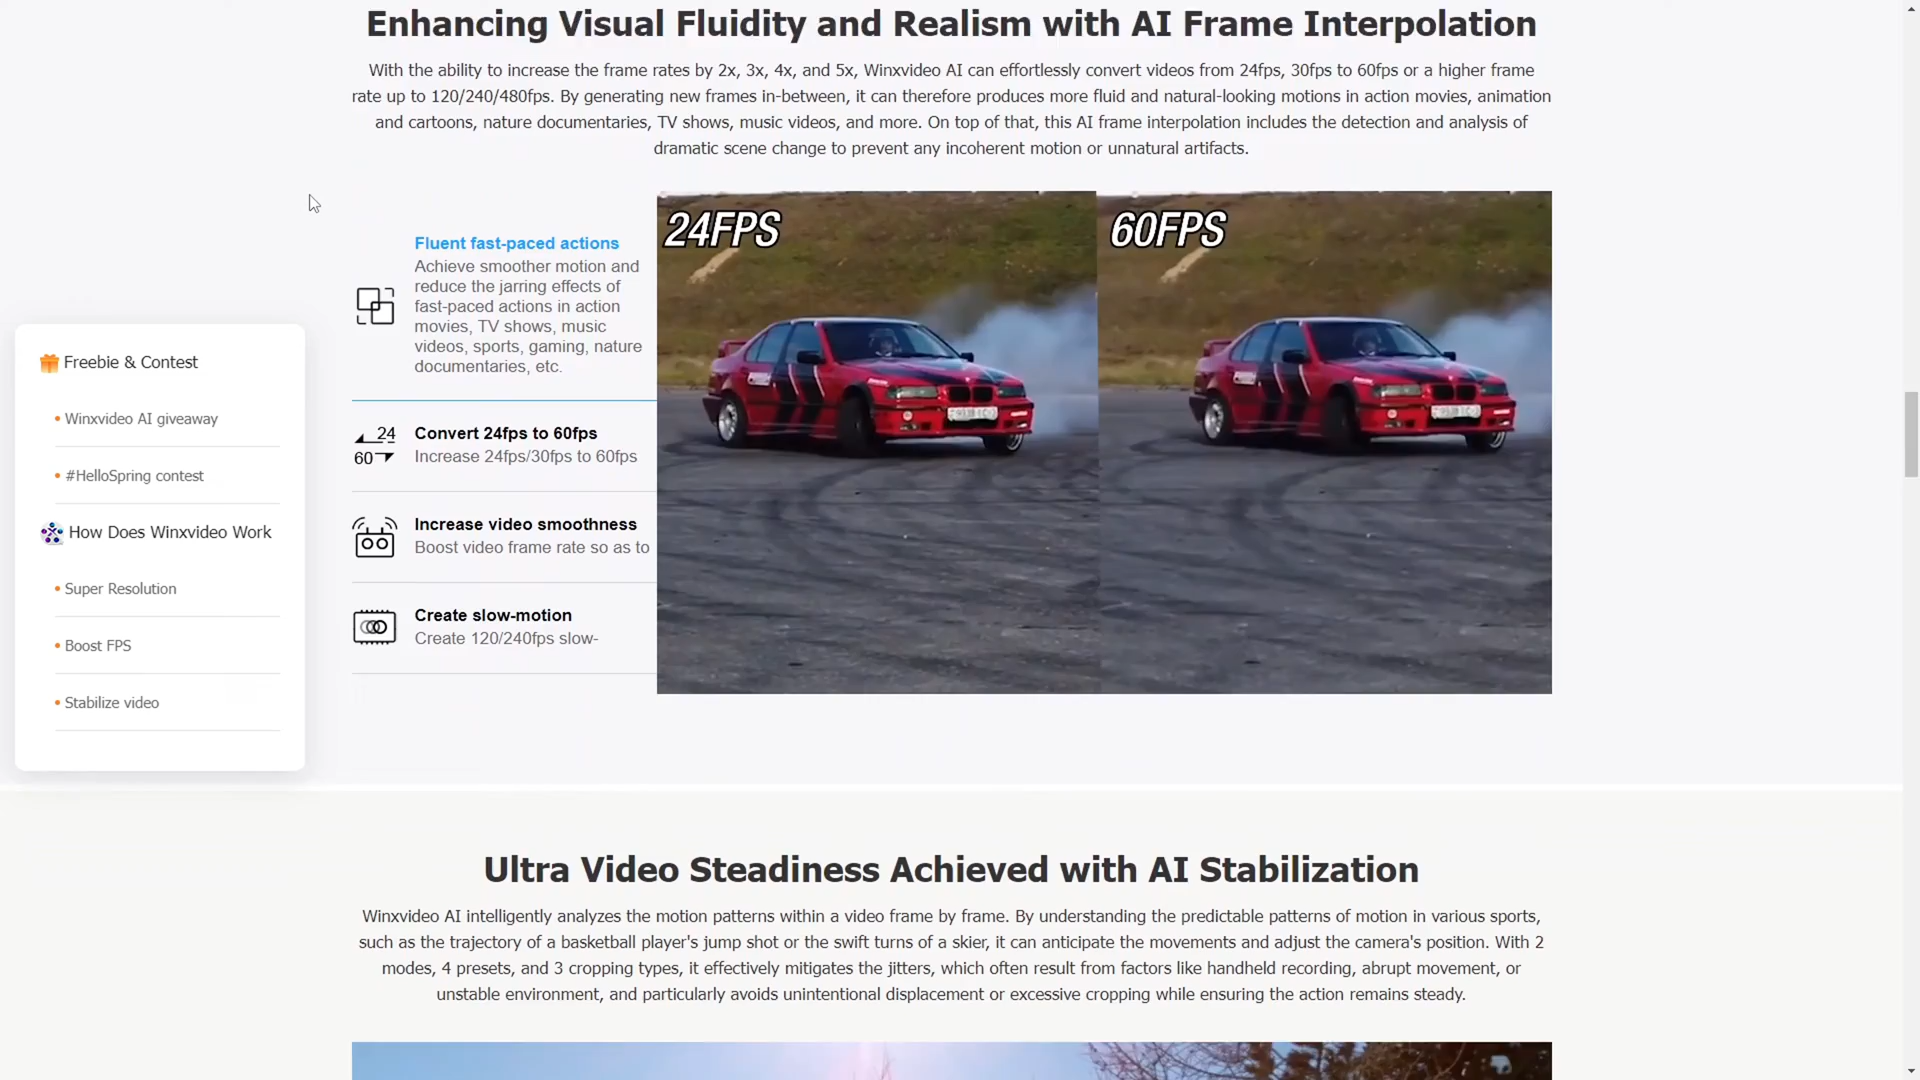 Enhancing Visual Fluidity and Realism with AI Frame Interpolation
With the ability to increase the frame rates by 2x, 3x, 4x, and 5x, Winxvideo AI can effortlessly convert videos from 24fps, 30fps to 60fps or a higher frame
rate up to 120/240/480fps. By generating new frames in-between, it can therefore produces more fluid and natural-looking motions in action movies, animation
and cartoons, nature documentaries, TV shows, music videos, and more. On top of that, this AI frame interpolation includes the detection and analysis of
dramatic scene change to prevent any incoherent motion or unnatural artifacts.
Fluent fast-paced actions
Achieve smoother motion and
reduce the jarring effects of
fast-paced actions in action
movies, TV shows, music
videos, sports, gaming, nature
documentaries, etc.
24
60
Convert 24fps to 60fps
Increase 24fps/30fps to 60fps
Increase video smoothness
Boost video frame rate so as to
Create slow-motion
Create 120/240fps slow-
24FPS
60FPS
Freebie & Contest
• Winxvideo AI giveaway
• #HelloSpring contest
How Does Winxvideo Work
• Super Resolution
• Boost FPS
• Stabilize video
Ultra Video Steadiness Achieved with AI Stabilization
Winxvideo AI intelligently analyzes the motion patterns within a video frame by frame. By understanding the predictable patterns of motion in various sports,
such as the trajectory of a basketball player's jump shot or the swift turns of a skier, it can anticipate the movements and adjust the camera's position. With 2
modes, 4 presets, and 3 cropping types, it effectively mitigates the jitters, which often result from factors like handheld recording, abrupt movement, or
unstable environment, and particularly avoids unintentional displacement or excessive cropping while ensuring the action remains steady.